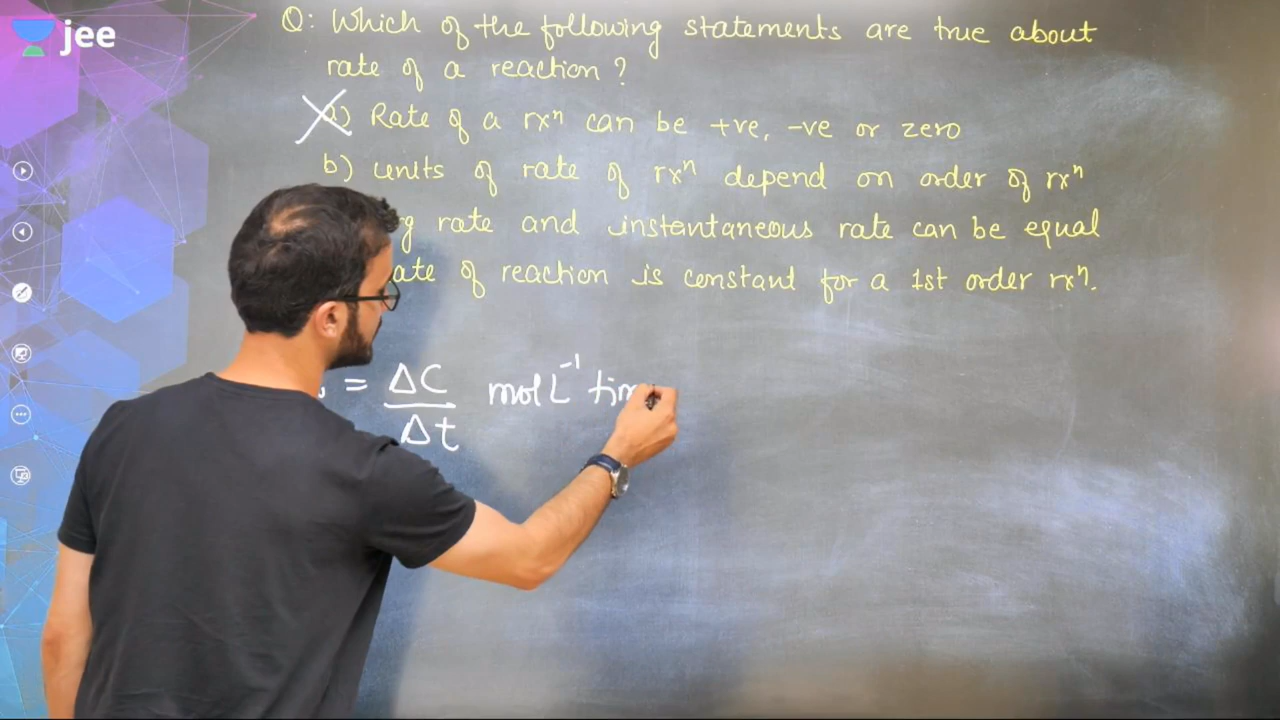 jee
Q: Which of the following statements are true about
rate of a reaction ?
a) Rate of a rxⁿ can be +ve, -ve or zero
b) Units of rate of rxⁿ depend on order of rxⁿ
rate and instantaneous rate can be equal
of reaction is constant for a 1st order rxⁿ.
= ΔC mol L⁻¹
Δt